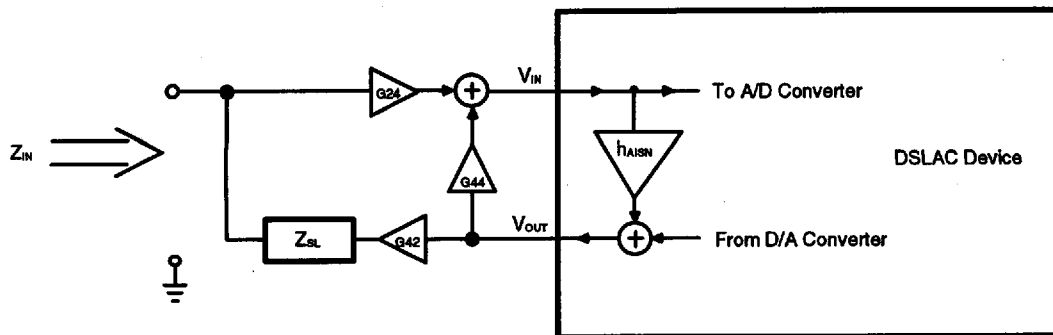 G24
V_IN
To A/D Converter
Z_IN
h_AISN
DSLAC Device
G44
Z_SL
G42
V_OUT
From D/A Converter